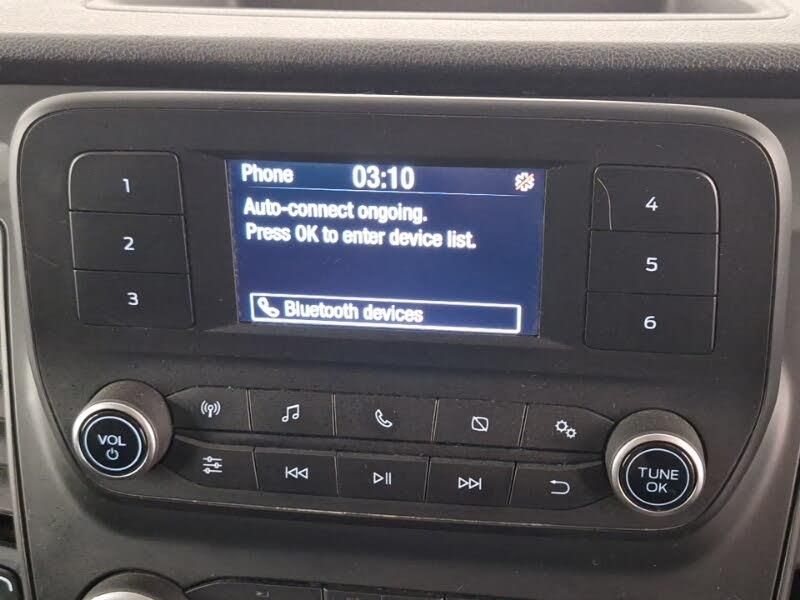 Phone 03:10
Auto-connect ongoing.
Press OK to enter device list.
Bluetooth devices
1
2
3
4
5
6
VOL
TUNE
OK